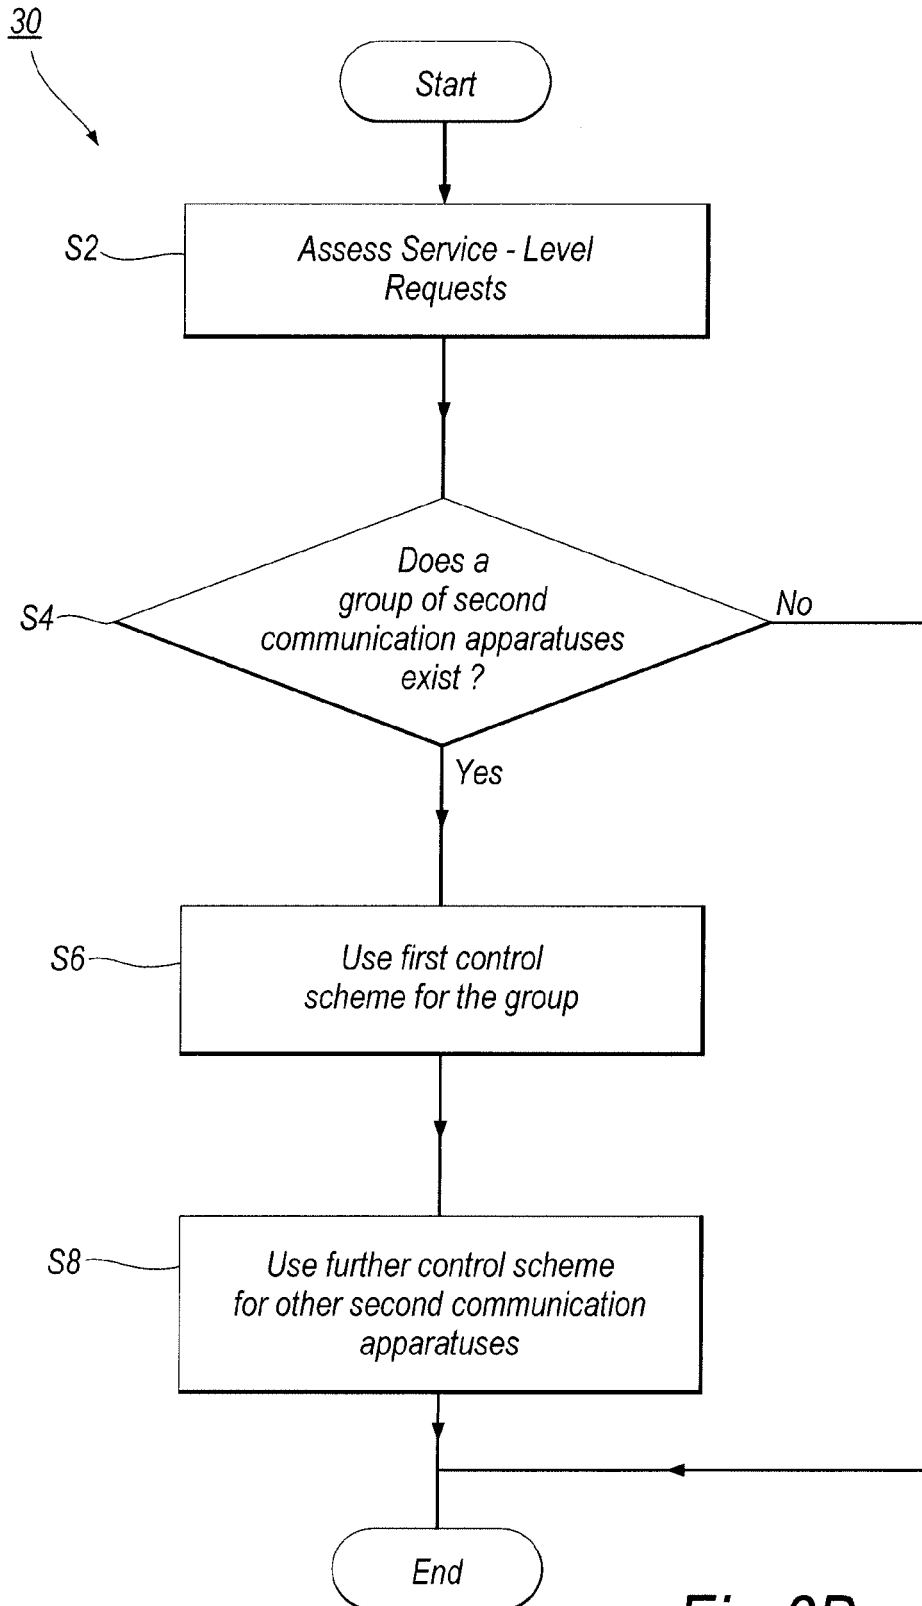 30
Start
S2
Assess Service - Level
Requests
S4
Does a
group of second
communication apparatuses
exist ?
No
Yes
S6
Use first control
scheme for the group
S8
Use further control scheme
for other second communication
apparatuses
End